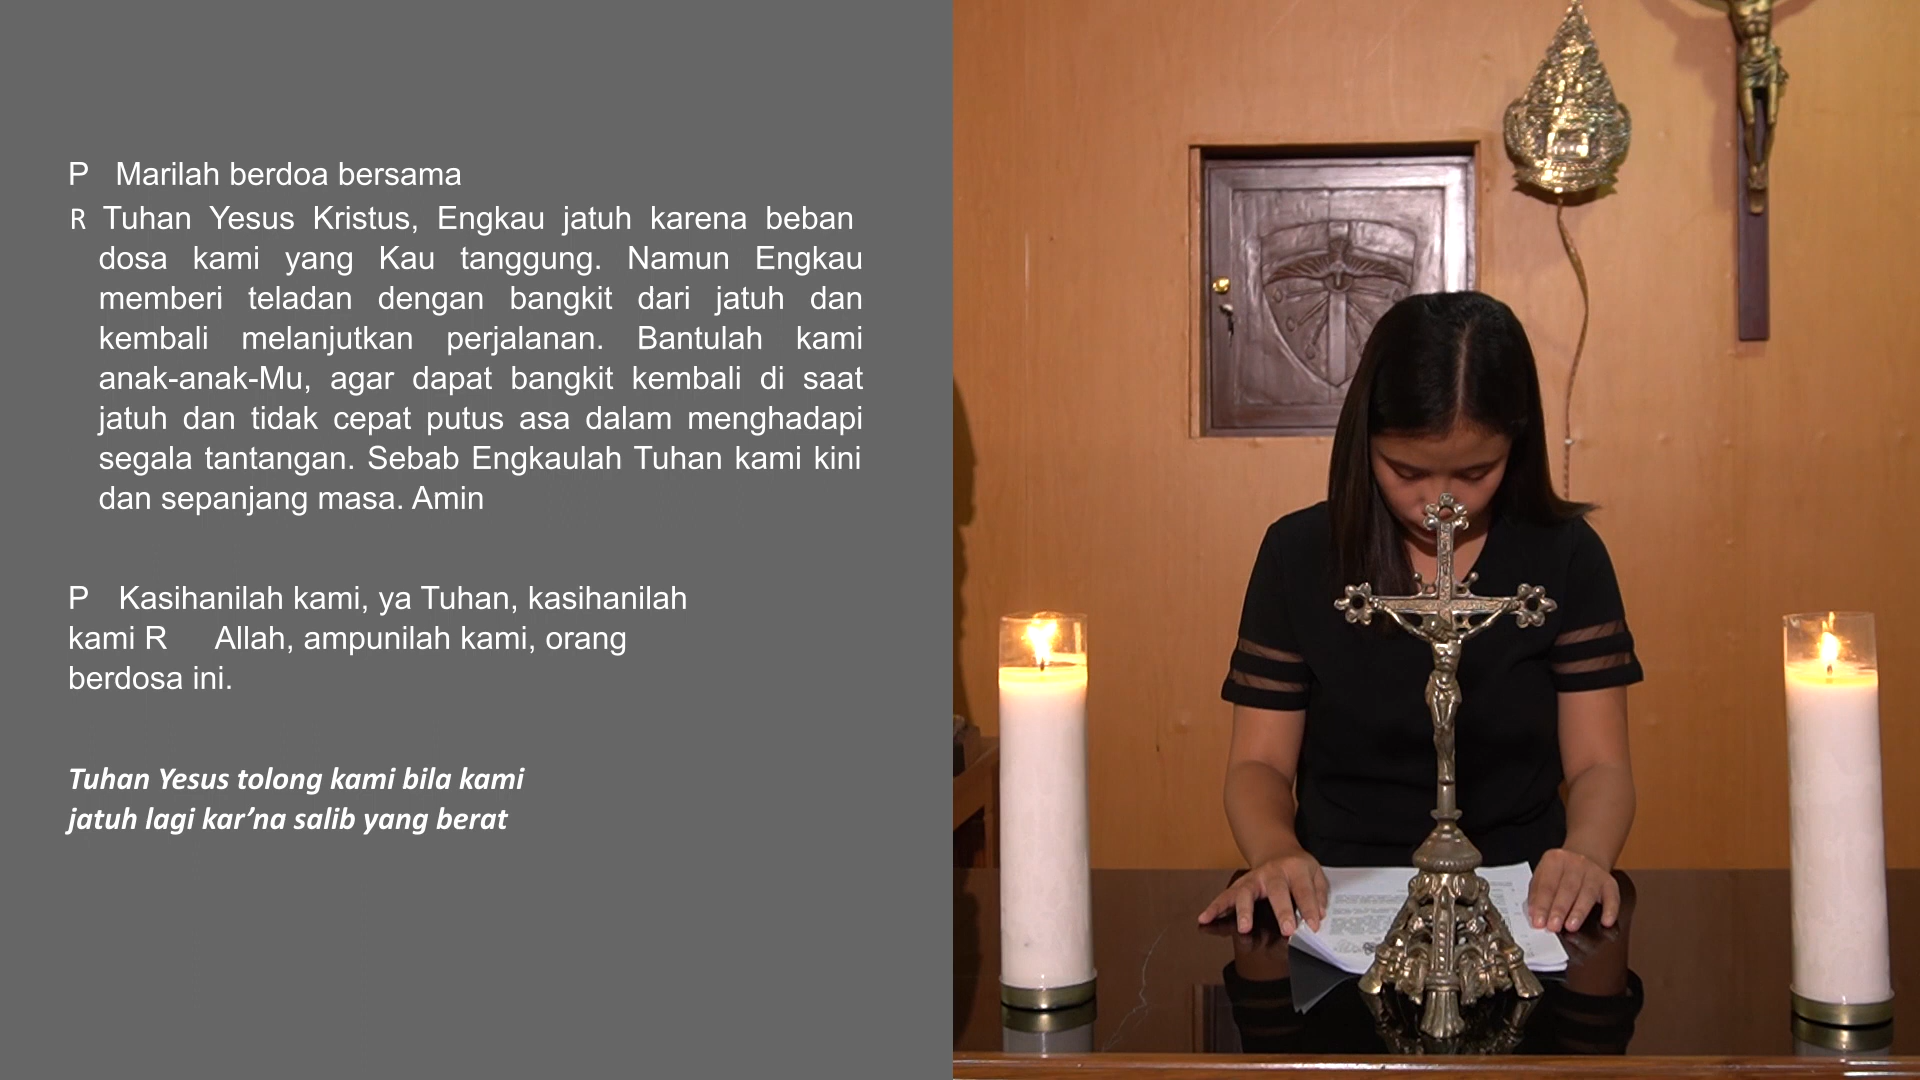 P Marilah berdoa bersama
R Tuhan Yesus Kristus, Engkau jatuh karena beban
dosa kami yang Kau tanggung. Namun Engkau
memberi teladan dengan bangkit dari jatuh dan
kembali melanjutkan perjalanan. Bantulah kami
anak-anak-Mu, agar dapat bangkit kembali di saat
jatuh dan tidak cepat putus asa dalam menghadapi
segala tantangan. Sebab Engkaulah Tuhan kami kini
dan sepanjang masa. Amin
P Kasihanilah kami, ya Tuhan, kasihanilah
kami R Allah, ampunilah kami, orang
berdosa ini.
Tuhan Yesus tolong kami bila kami
jatuh lagi kar’na salib yang berat